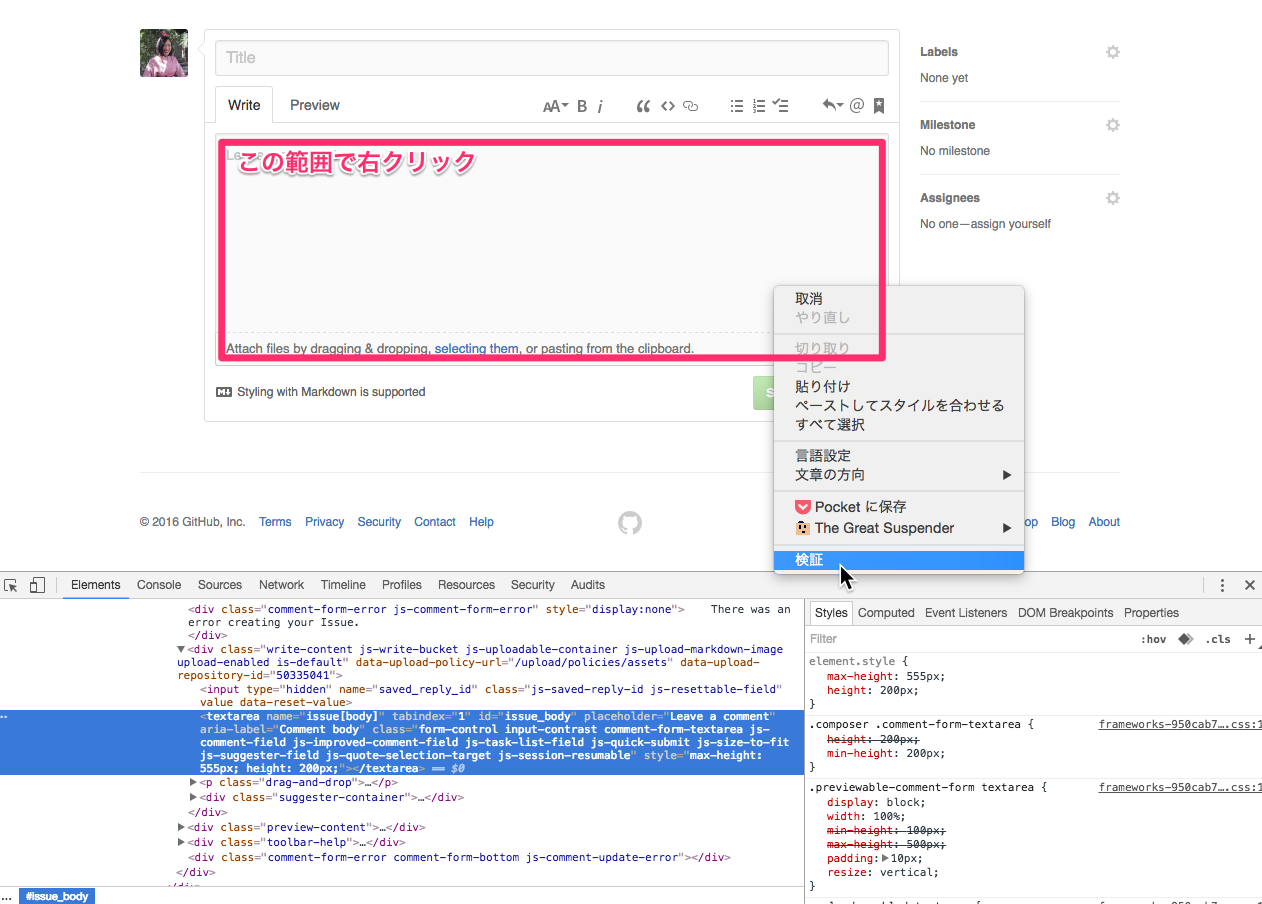 Title
Labels
None yet
Write
Preview
AA B i
Milestone
No milestone
この範囲で右クリック
Assignees
No one—assign yourself
取消
やり直し
切り取り
コピー
貼り付け
ペーストしてスタイルを合わせる
すべて選択
言語設定
文章の方向
Pocket に保存
The Great Suspender
検証
Attach files by dragging & dropping, selecting them, or pasting from the clipboard.
Styling with Markdown is supported
© 2016 GitHub, Inc. Terms Privacy Security Contact Help
Blog About
Elements Console Sources Network Timeline Profiles Resources Security Audits
<div class="comment-form-error js-comment-form-error" style="display:none"> There was an
error creating your Issue.
</div>
▼<div class="write-content js-write-bucket js-uploadable-container js-upload-markdown-image
upload-enabled is-default" data-upload-policy-url="/upload/policies/assets" data-upload-
repository-id="50335041">
<input type="hidden" name="saved_reply_id" class="js-saved-reply-id js-resettable-field"
value data-reset-value>
<textarea name="issue[body]" tabindex="1" id="issue_body" placeholder="Leave a comment"
aria-label="Comment body" class="form-control input-contrast comment-form-textarea js-
comment-field js-improved-comment-field js-task-list-field js-quick-submit js-size-to-fit
js-suggester-field js-quote-selection-target js-session-resumable" style="max-height:
555px; height: 200px;"></textarea> == $0
▶<p class="drag-and-drop">…</p>
▶<div class="suggester-container">…</div>
</div>
▶<div class="preview-content">…</div>
▶<div class="toolbar-help">…</div>
<div class="comment-form-error comment-form-bottom js-comment-update-error"></div>
</div>
... #issue_body
Styles Computed Event Listeners DOM Breakpoints Properties
Filter :hov .cls +
element.style {
max-height: 555px;
height: 200px;
}
.composer .comment-form-textarea { frameworks-950cab7….css:1
height: 200px;
min-height: 200px;
}
.previewable-comment-form textarea { frameworks-950cab7….css:1
display: block;
width: 100%;
min-height: 100px;
max-height: 500px;
padding:▶10px;
resize: vertical;
}